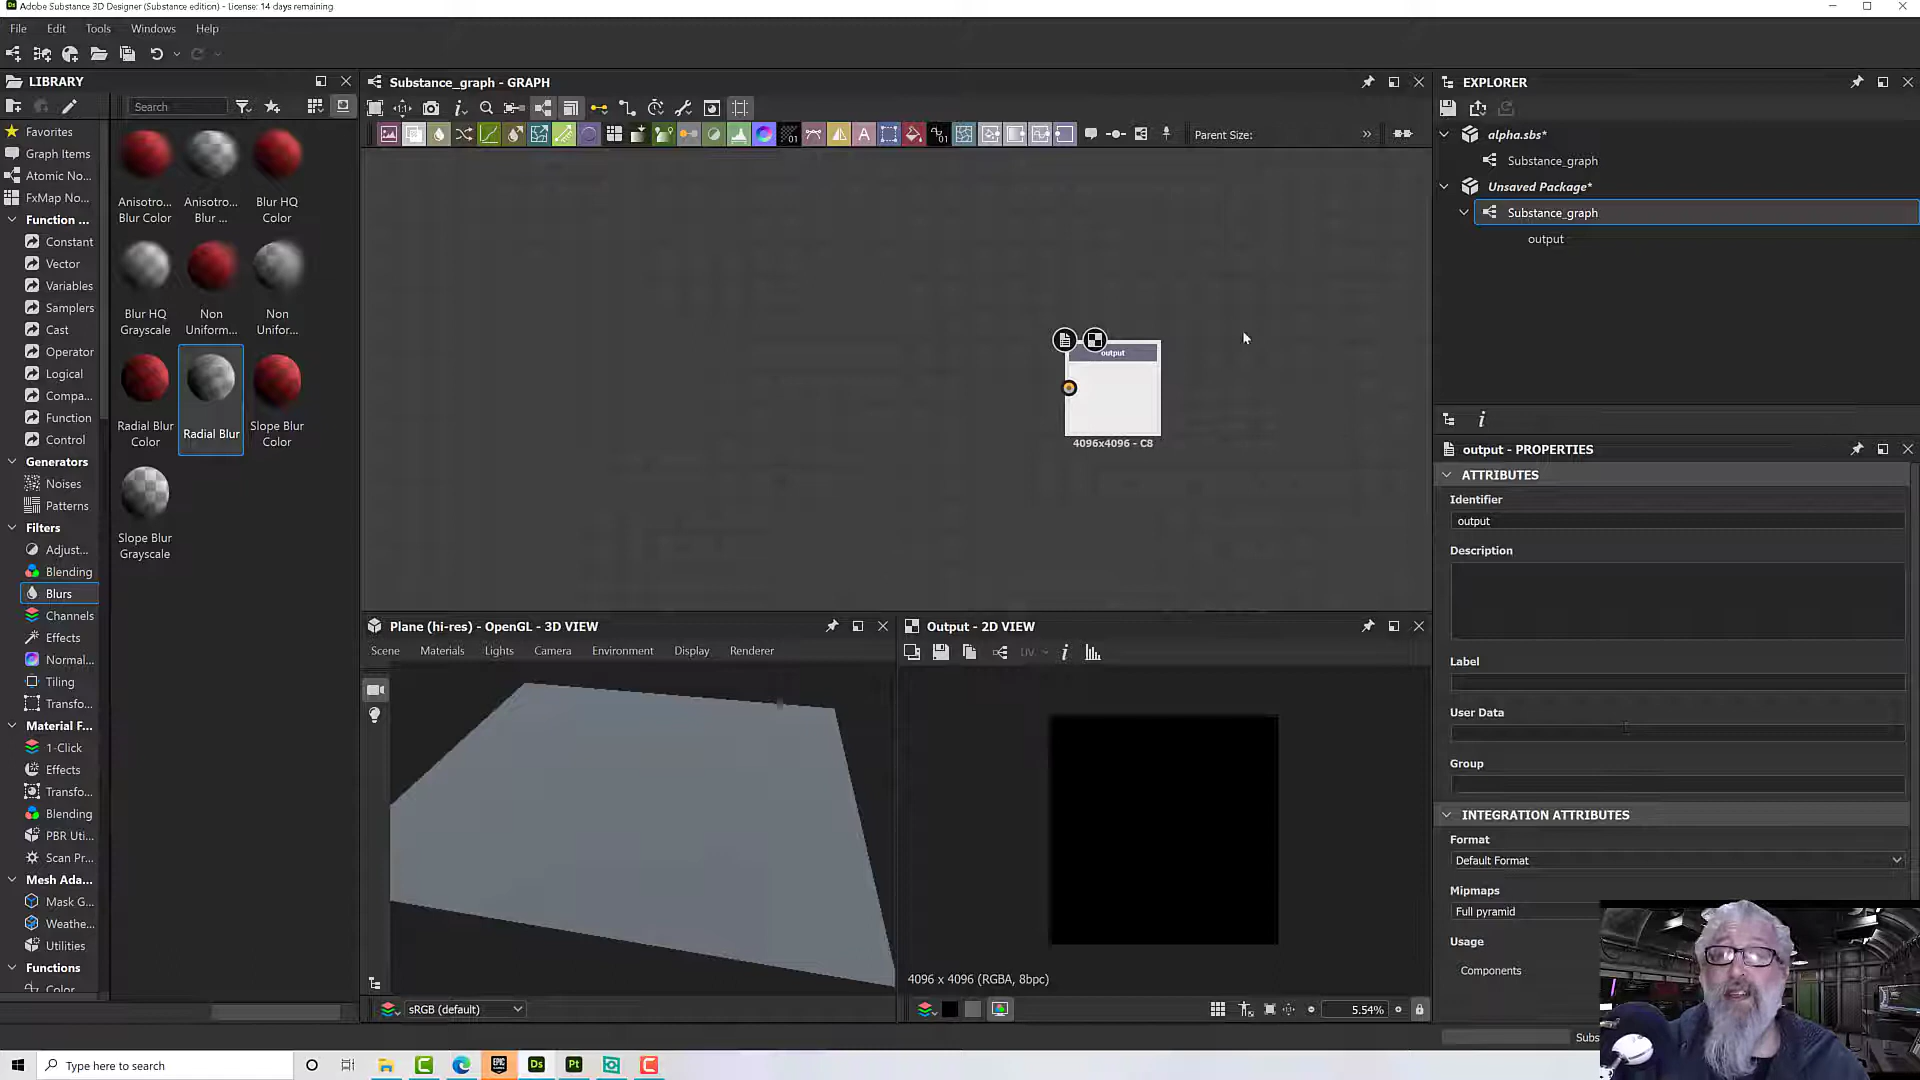 Ds Adobe Substance 3D Designer (Substance edition) - License: 14 days remaining
File Edit Tools Windows Help
LIBRARY
Search
Favorites
Graph Items
Atomic No...
FxMap No...
Function ...
Constant
Vector
Variables
Samplers
Cast
Operator
Logical
Compa...
Function
Control
Generators
Noises
Patterns
Filters
Adjust...
Blending
Blurs
Channels
Effects
Normal...
Tiling
Transfo...
Material F...
1-Click
Effects
Transfo...
Blending
PBR Uti...
Scan Pr...
Mesh Ada...
Mask G...
Weathe...
Utilities
Functions
Color
Anisotro... Blur Color
Anisotro... Blur ...
Blur HQ Color
Blur HQ Grayscale
Non Uniform...
Non Unifor...
Radial Blur Color
Radial Blur
Slope Blur Color
Slope Blur Grayscale
Substance_graph - GRAPH
Parent Size:
output
4096x4096 - C8
Plane (hi-res) - OpenGL - 3D VIEW
Scene Materials Lights Camera Environment Display Renderer
sRGB (default)
Output - 2D VIEW
UV
4096 x 4096 (RGBA, 8bpc)
5.54%
EXPLORER
alpha.sbs*
Substance_graph
Unsaved Package*
Substance_graph
output
output - PROPERTIES
ATTRIBUTES
Identifier
output
Description
Label
User Data
Group
INTEGRATION ATTRIBUTES
Format
Default Format
Mipmaps
Full pyramid
Usage
Components
Subs
Type here to search
EPIC
Ds
Pt